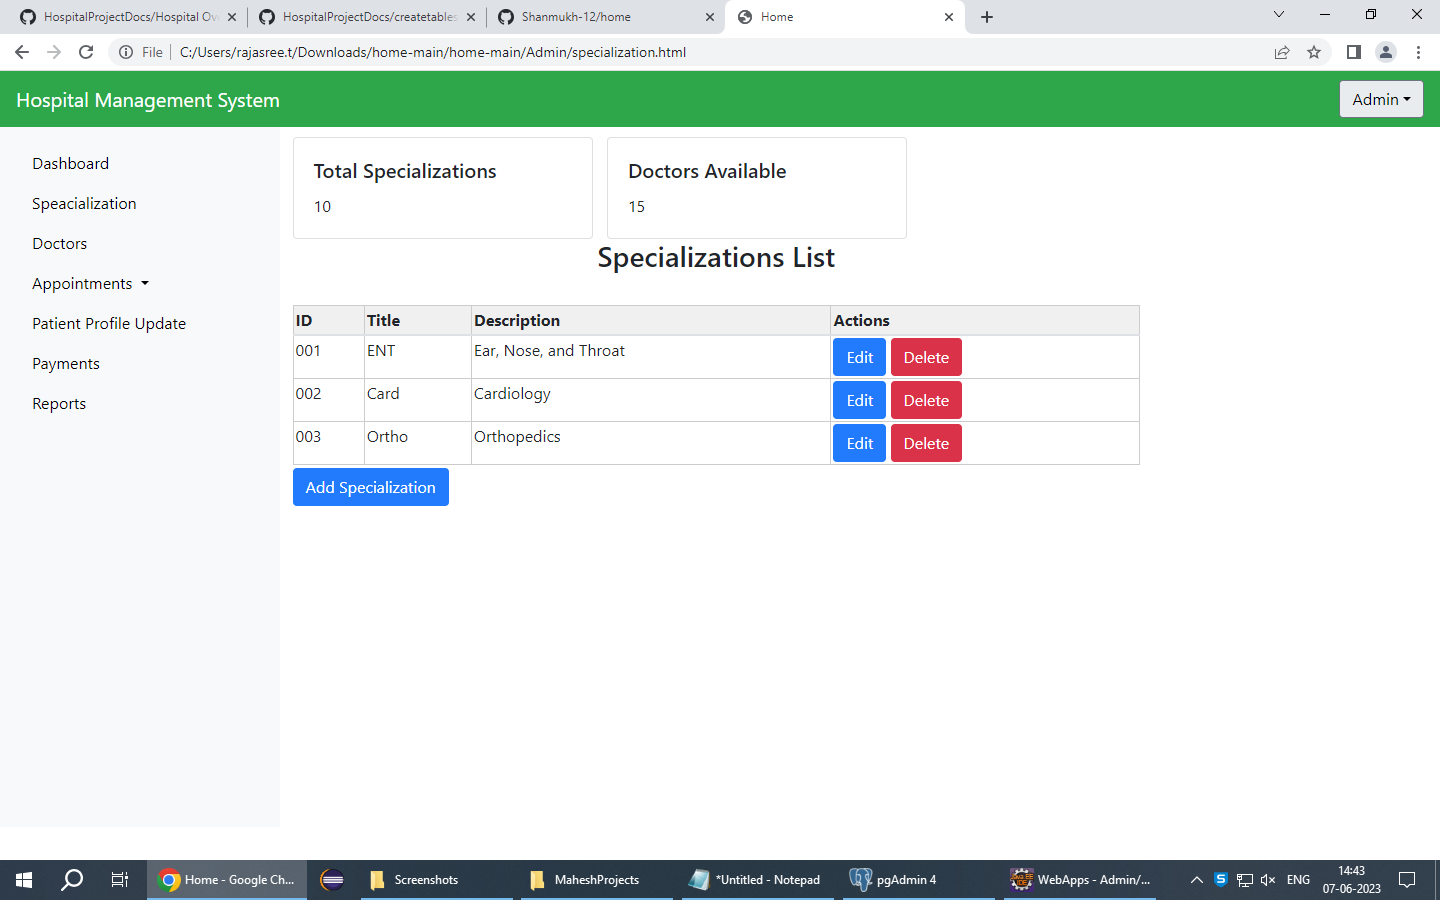 HospitalProjectDocs/Hospital Ov
HospitalProjectDocs/createtables
Shanmukh-12/home
Home
File
C:/Users/rajasree.t/Downloads/home-main/home-main/Admin/specialization.html
Hospital Management System
Admin
Dashboard
Speacialization
Doctors
Appointments
Patient Profile Update
Payments
Reports
Total Specializations
10
Doctors Available
15
Specializations List
ID Title Description Actions
001 ENT Ear, Nose, and Throat Edit Delete
002 Card Cardiology Edit Delete
003 Ortho Orthopedics Edit Delete
Add Specialization
Home - Google Ch...
Screenshots
MaheshProjects
*Untitled - Notepad
pgAdmin 4
WebApps - Admin/...
ENG
14:43
07-06-2023